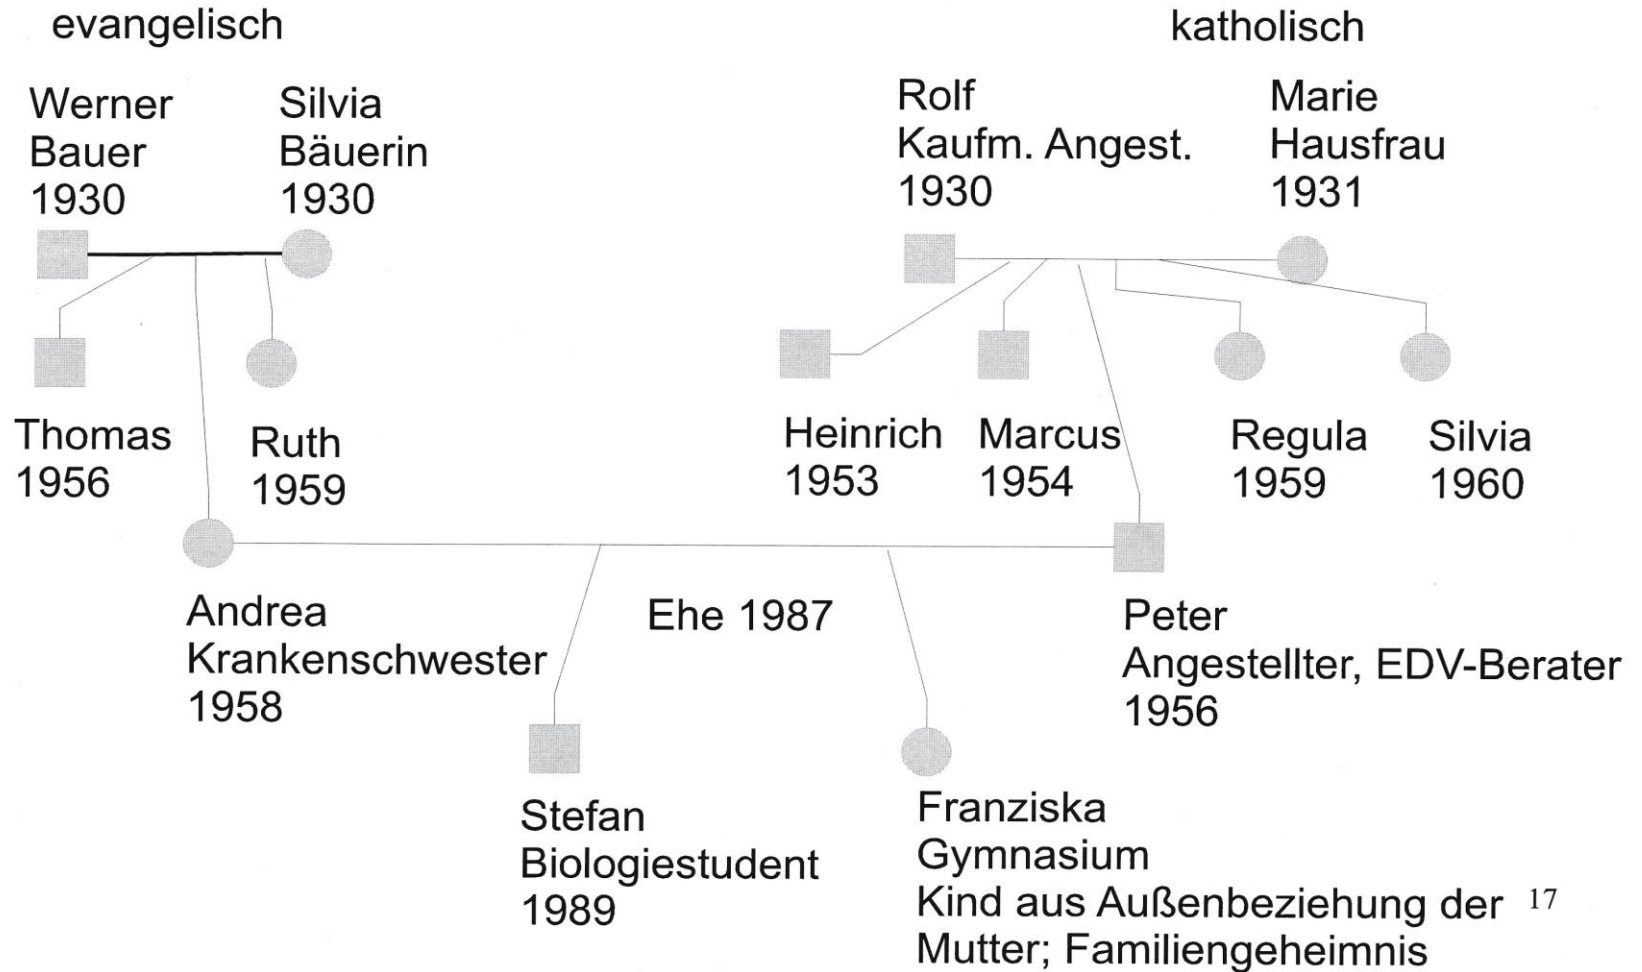 evangelisch
katholisch
Werner
Bauer
1930
Silvia
Bäuerin
1930
Rolf
Kaufm. Angest.
1930
Marie
Hausfrau
1931
Thomas
1956
Ruth
1959
Heinrich
1953
Marcus
1954
Regula
1959
Silvia
1960
Andrea
Krankenschwester
1958
Ehe 1987
Peter
Angestellter, EDV-Berater
1956
Stefan
Biologiestudent
1989
Franziska
Gymnasium
Kind aus Außenbeziehung der
Mutter; Familiengeheimnis
17